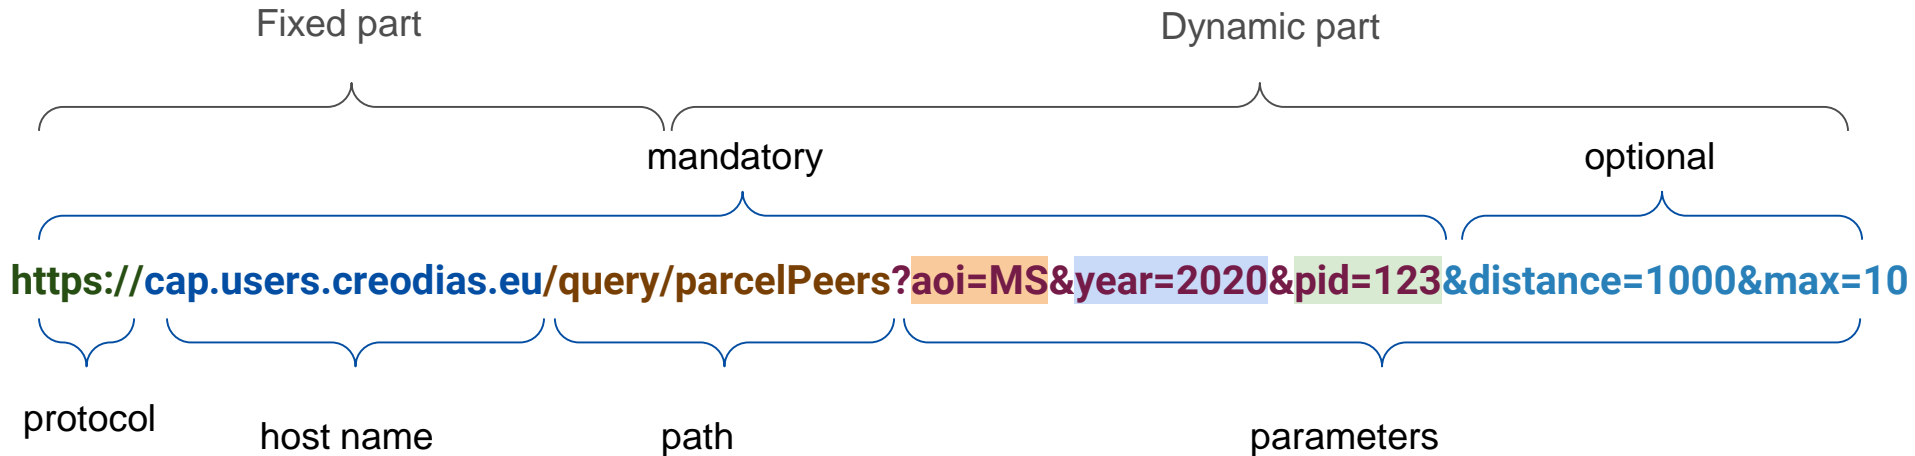 Fixed part
Dynamic part
mandatory
optional
https://cap.users.creodias.eu/query/parcelPeers?aoi=MS&year=2020&pid=123&distance=1000&max=10
protocol
host name
path
parameters